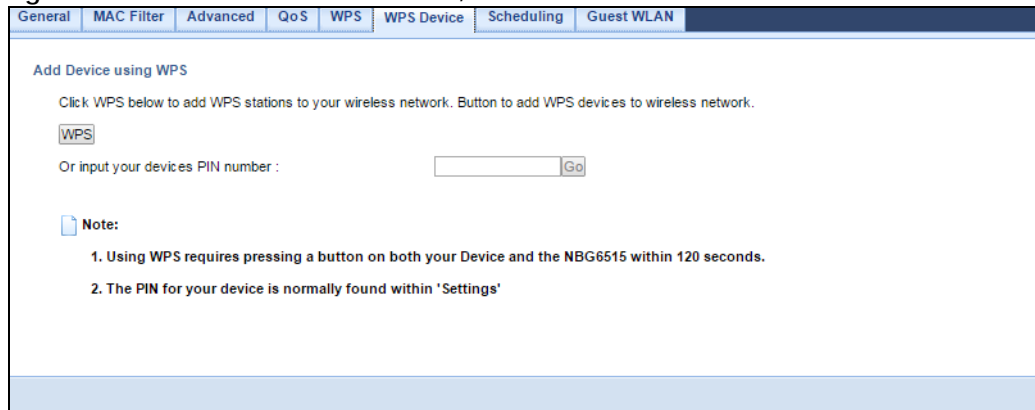 General MAC Filter Advanced QoS WPS WPS Device Scheduling Guest WLAN
Add Device using WPS
Click WPS below to add WPS stations to your wireless network. Button to add WPS devices to wireless network.
WPS
Or input your devices PIN number : Go
Note:
1. Using WPS requires pressing a button on both your Device and the NBG6515 within 120 seconds.
2. The PIN for your device is normally found within 'Settings'